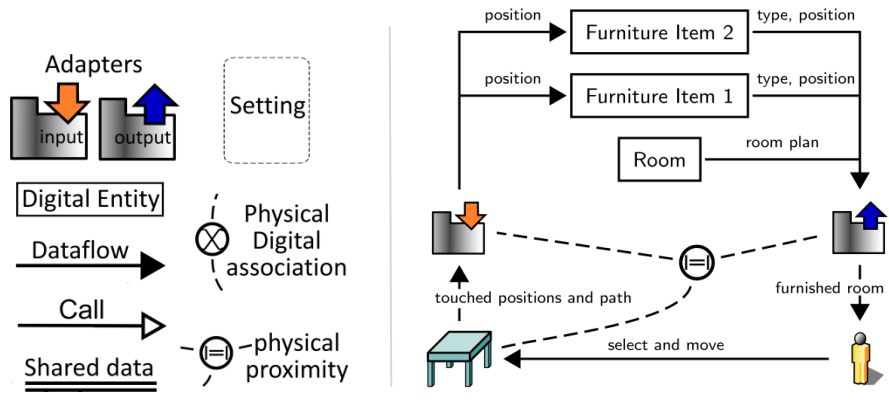 Adapters
input
output
Setting
Digital Entity
Physical
Digital
association
Dataflow
Call
physical
proximity
Shared data
position
Furniture Item 2
type, position
position
Furniture Item 1
type, position
Room
room plan
touched positions and path
furnished room
select and move